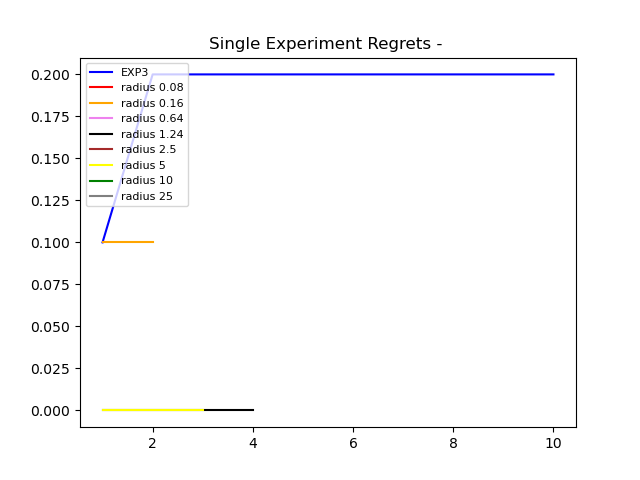 Single Experiment Regrets -
EXP3
radius 0.08
radius 0.16
radius 0.64
radius 1.24
radius 2.5
radius 5
radius 10
radius 25
0.200
0.175
0.150
0.125
0.100
0.075
0.050
0.025
0.000
2 4 6 8 10